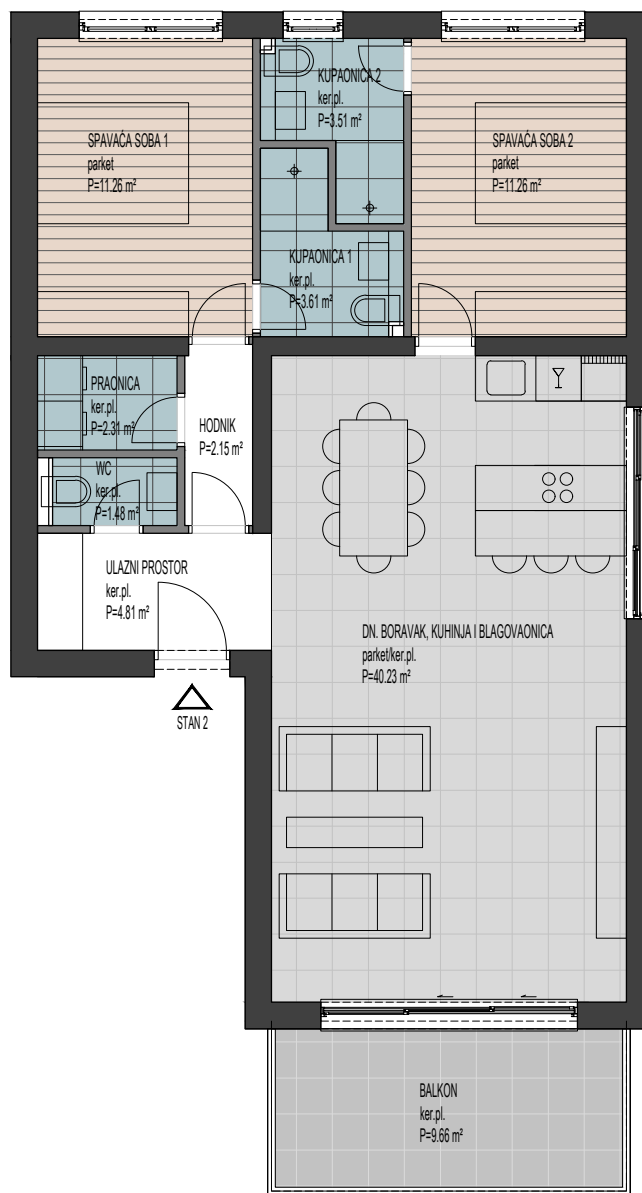 SPAVAĆA SOBA 1
parket
P=11.26 m²
KUPAONICA 2
ker.pl.
P=3.51 m²
SPAVAĆA SOBA 2
parket
P=11.26 m²
KUPAONICA 1
ker.pl.
P=3.61 m²
PRAONICA
ker.pl.
P=2.31 m²
HODNIK
P=2.15 m²
WC
ker.pl.
P=1.48 m²
ULAZNI PROSTOR
ker.pl.
P=4.81 m²
DN. BORAVAK, KUHINJA I BLAGOVAONICA
parket/ker.pl.
P=40.23 m²
STAN 2
BALKON
ker.pl.
P=9.66 m²